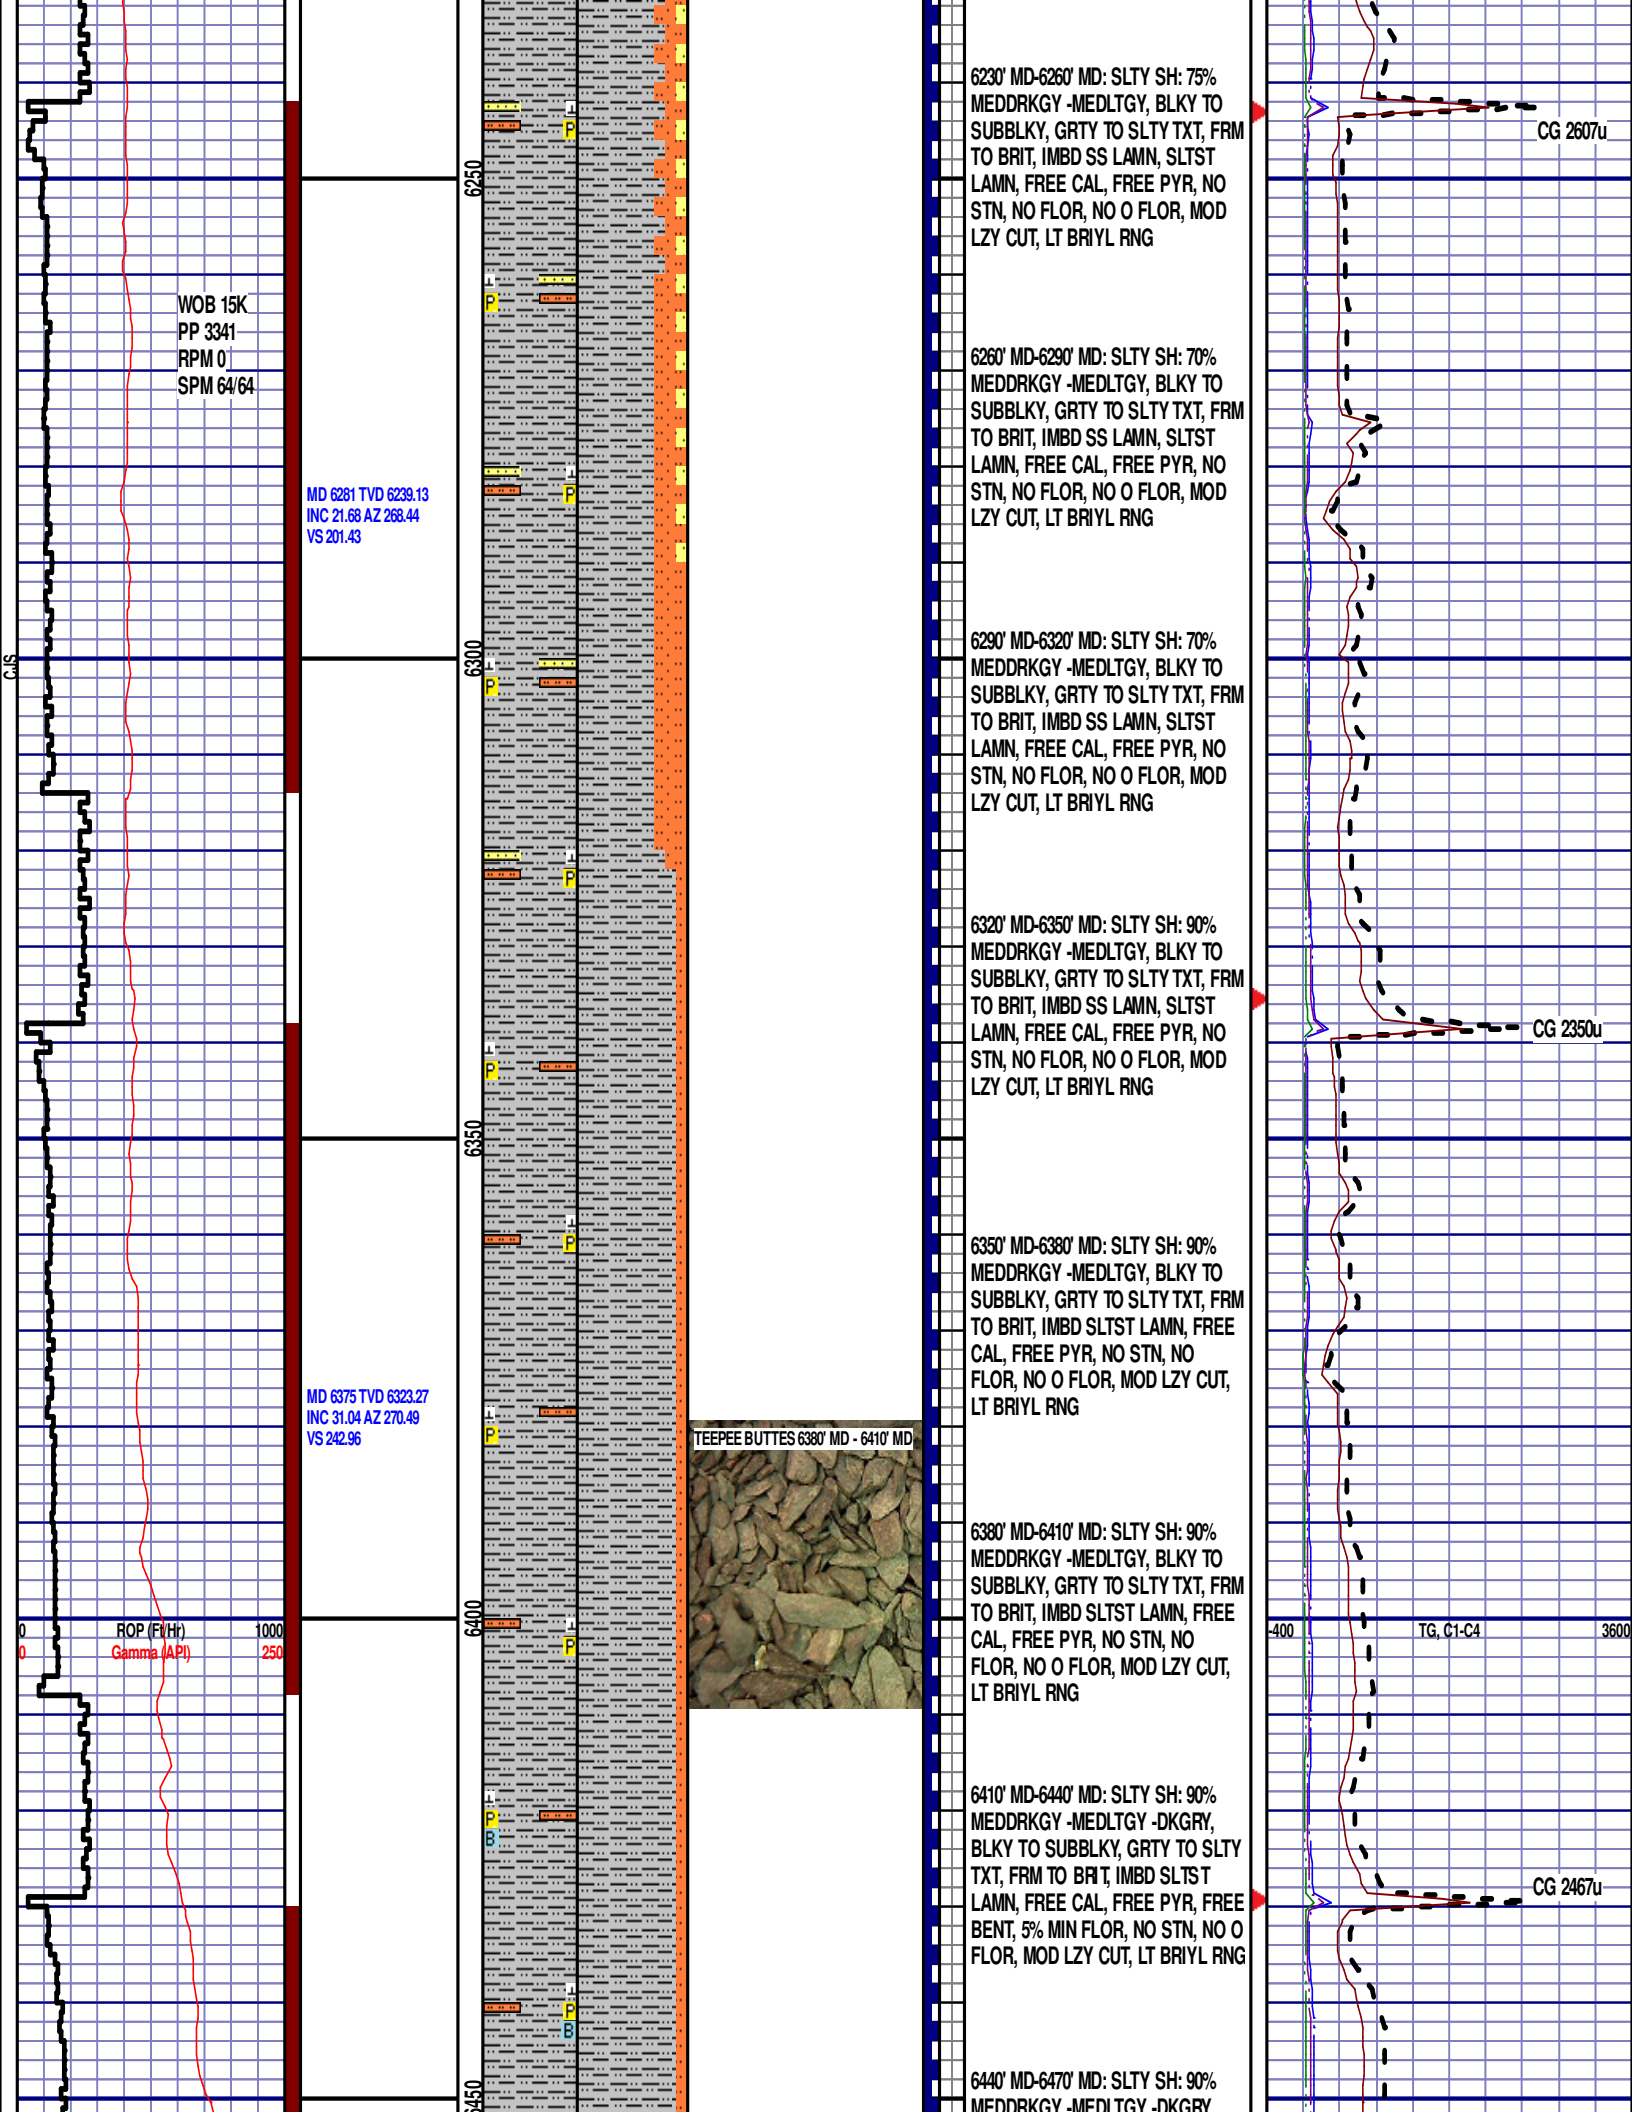 6230' MD-6260' MD: SLTY SH: 75%
MEDDRKGY -MEDLTGY, BLKY TO
SUBBLKY, GRTY TO SLTY TXT, FRM
TO BRIT, IMBD SS LAMN, SLTST
LAMN, FREE CAL, FREE PYR, NO
STN, NO FLOR, NO O FLOR, MOD
LZY CUT, LT BRIYL RNG
CG 2607u
P
6250
WOB 15K
PP 3341
RPM 0
SPM 64/64
P
6260' MD-6290' MD: SLTY SH: 70%
MEDDRKGY -MEDLTGY, BLKY TO
SUBBLKY, GRTY TO SLTY TXT, FRM
TO BRIT, IMBD SS LAMN, SLTST
LAMN, FREE CAL, FREE PYR, NO
STN, NO FLOR, NO O FLOR, MOD
LZY CUT, LT BRIYL RNG
MD 6281 TVD 6239.13
INC 21.68 AZ 268.44
VS 201.43
P
CJS
6300
P
6290' MD-6320' MD: SLTY SH: 70%
MEDDRKGY -MEDLTGY, BLKY TO
SUBBLKY, GRTY TO SLTY TXT, FRM
TO BRIT, IMBD SS LAMN, SLTST
LAMN, FREE CAL, FREE PYR, NO
STN, NO FLOR, NO O FLOR, MOD
LZY CUT, LT BRIYL RNG
P
6320' MD-6350' MD: SLTY SH: 90%
MEDDRKGY -MEDLTGY, BLKY TO
SUBBLKY, GRTY TO SLTY TXT, FRM
TO BRIT, IMBD SS LAMN, SLTST
LAMN, FREE CAL, FREE PYR, NO
STN, NO FLOR, NO O FLOR, MOD
LZY CUT, LT BRIYL RNG
CG 2350u
P
6350
P
6350' MD-6380' MD: SLTY SH: 90%
MEDDRKGY -MEDLTGY, BLKY TO
SUBBLKY, GRTY TO SLTY TXT, FRM
TO BRIT, IMBD SLTST LAMN, FREE
CAL, FREE PYR, NO STN, NO
FLOR, NO O FLOR, MOD LZY CUT,
LT BRIYL RNG
MD 6375 TVD 6323.27
INC 31.04 AZ 270.49
VS 242.96
P
TEEPEE BUTTES 6380' MD - 6410' MD
6380' MD-6410' MD: SLTY SH: 90%
MEDDRKGY -MEDLTGY, BLKY TO
SUBBLKY, GRTY TO SLTY TXT, FRM
TO BRIT, IMBD SLTST LAMN, FREE
CAL, FREE PYR, NO STN, NO
FLOR, NO O FLOR, MOD LZY CUT,
LT BRIYL RNG
6400
0 ROP (Ft/Hr) 1000
0 Gamma (API) 250
P
-400 TG, C1-C4 3600
6410' MD-6440' MD: SLTY SH: 90%
MEDDRKGY -MEDLTGY -DKGRY,
BLKY TO SUBBLKY, GRTY TO SLTY
TXT, FRM TO BRIT, IMBD SLTST
LAMN, FREE CAL, FREE PYR, FREE
BENT, 5% MIN FLOR, NO STN, NO O
FLOR, MOD LZY CUT, LT BRIYL RNG
P
B
CG 2467u
P
B
6450
6440' MD-6470' MD: SLTY SH: 90%
MEDDRKGY -MEDLTGY -DKGRY